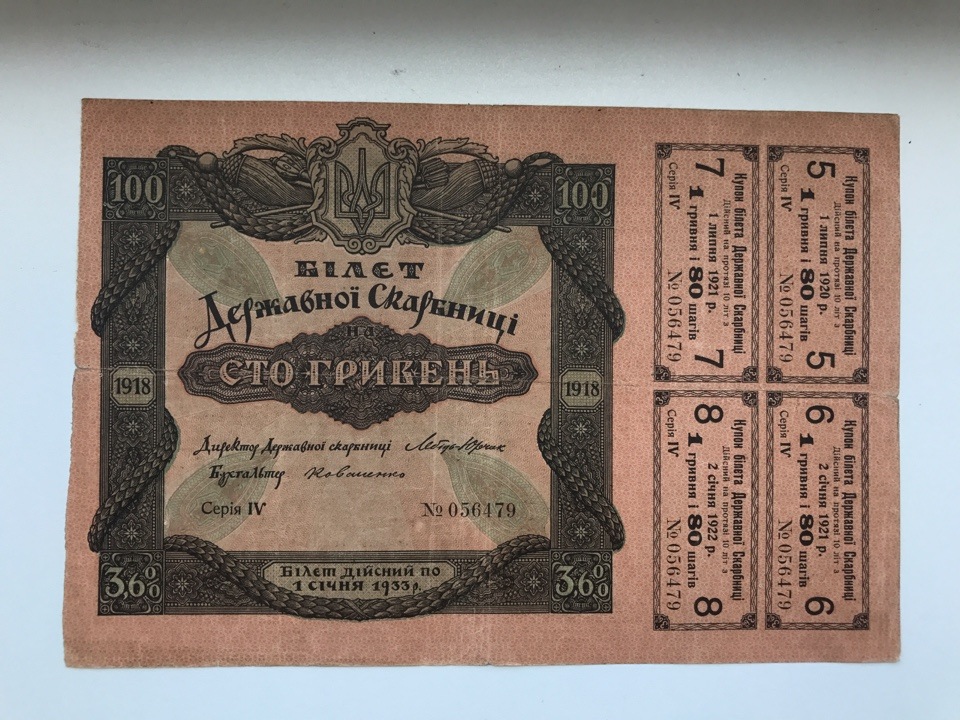 100
100
БІЛЄТ
Державної Скарбниці
НА
СТО ГРИВЕНЬ
1918
1918
Директор Державної скарбниці Лебідь-Юрчик
Бухгальтер Коваленко
Серія IV № 056479
3,6%
Білет дійсний по
1 січня 1933 р.
3,6%
Купон білета Державної Скарбниці
Дійсний на протязі 10 літ з
1 липня 1920 р.
5 1 гривня і 80 шагів 5
Серія IV № 056479
Купон білета Державної Скарбниці
Дійсний на протязі 10 літ з
2 січня 1921 р.
6 1 гривня і 80 шагів 6
Серія IV № 056479
Купон білета Державної Скарбниці
Дійсний на протязі 10 літ з
1 липня 1921 р.
7 1 гривня і 80 шагів 7
Серія IV № 056479
Купон білета Державної Скарбниці
Дійсний на протязі 10 літ з
2 січня 1922 р.
8 1 гривня і 80 шагів 8
Серія IV № 056479